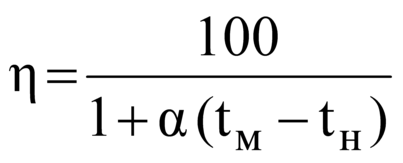 η = 100 / 1 + α (tм − tн)